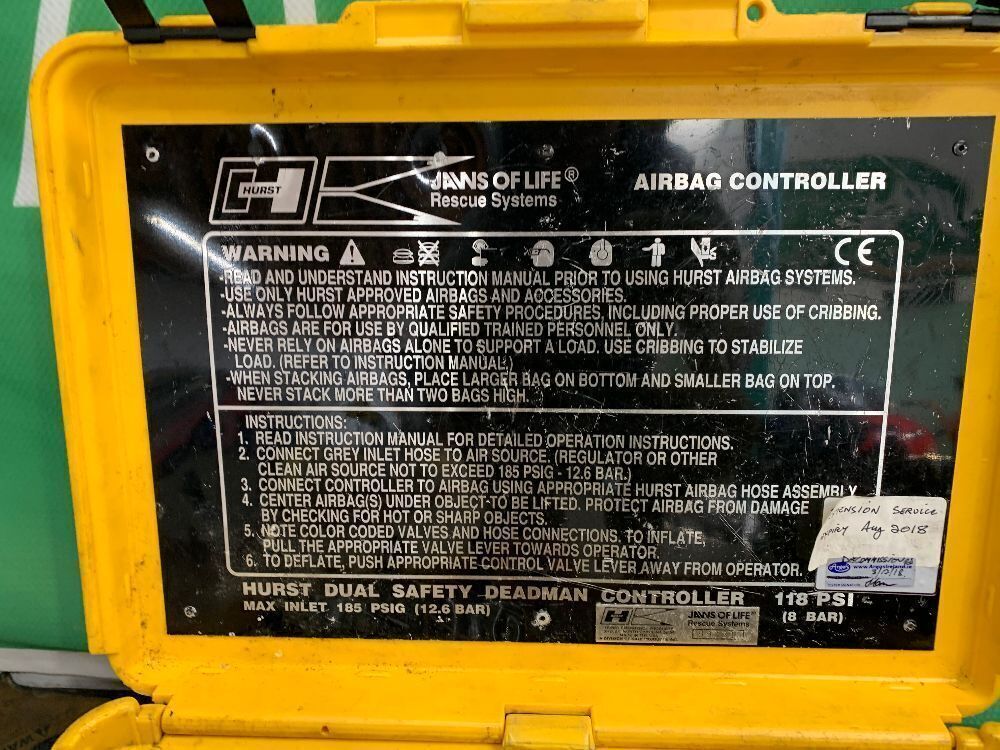 HURST
JAWS OF LIFE®
Rescue Systems
AIRBAG CONTROLLER
WARNING
CE
-READ AND UNDERSTAND INSTRUCTION MANUAL PRIOR TO USING HURST AIRBAG SYSTEMS.
-USE ONLY HURST APPROVED AIRBAGS AND ACCESSORIES.
-ALWAYS FOLLOW APPROPRIATE SAFETY PROCEDURES, INCLUDING PROPER USE OF CRIBBING.
-AIRBAGS ARE FOR USE BY QUALIFIED TRAINED PERSONNEL ONLY.
-NEVER RELY ON AIRBAGS ALONE TO SUPPORT A LOAD. USE CRIBBING TO STABILIZE
LOAD. (REFER TO INSTRUCTION MANUAL.)
-WHEN STACKING AIRBAGS, PLACE LARGER BAG ON BOTTOM AND SMALLER BAG ON TOP.
NEVER STACK MORE THAN TWO BAGS HIGH.
INSTRUCTIONS:
1. READ INSTRUCTION MANUAL FOR DETAILED OPERATION INSTRUCTIONS.
2. CONNECT GREY INLET HOSE TO AIR SOURCE. (REGULATOR OR OTHER
CLEAN AIR SOURCE NOT TO EXCEED 185 PSIG - 12.6 BAR.)
3. CONNECT CONTROLLER TO AIRBAG USING APPROPRIATE HURST AIRBAG HOSE ASSEMBLY
4. CENTER AIRBAG(S) UNDER OBJECT TO BE LIFTED. PROTECT AIRBAG FROM DAMAGE
BY CHECKING FOR HOT OR SHARP OBJECTS.
5. NOTE COLOR CODED VALVES AND HOSE CONNECTIONS. TO INFLATE,
PULL THE APPROPRIATE VALVE LEVER TOWARDS OPERATOR.
6. TO DEFLATE, PUSH APPROPRIATE CONTROL VALVE LEVER AWAY FROM OPERATOR.
SERVICE
Aug 2018
www.Angusireland.ie
3/12/18
HURST DUAL SAFETY DEADMAN CONTROLLER 118 PSI
MAX INLET 185 PSIG (12.6 BAR)
(8 BAR)
JAWS OF LIFE®
Rescue Systems